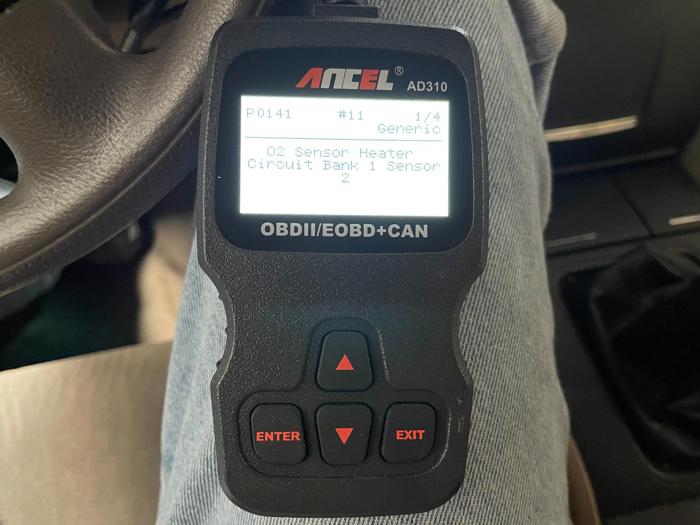 ANCEL®
AD310
P0141 #11 1/4
Generic
O2 Sensor Heater
Circuit Bank 1 Sensor
2
OBDII/EOBD+CAN
ENTER
EXIT